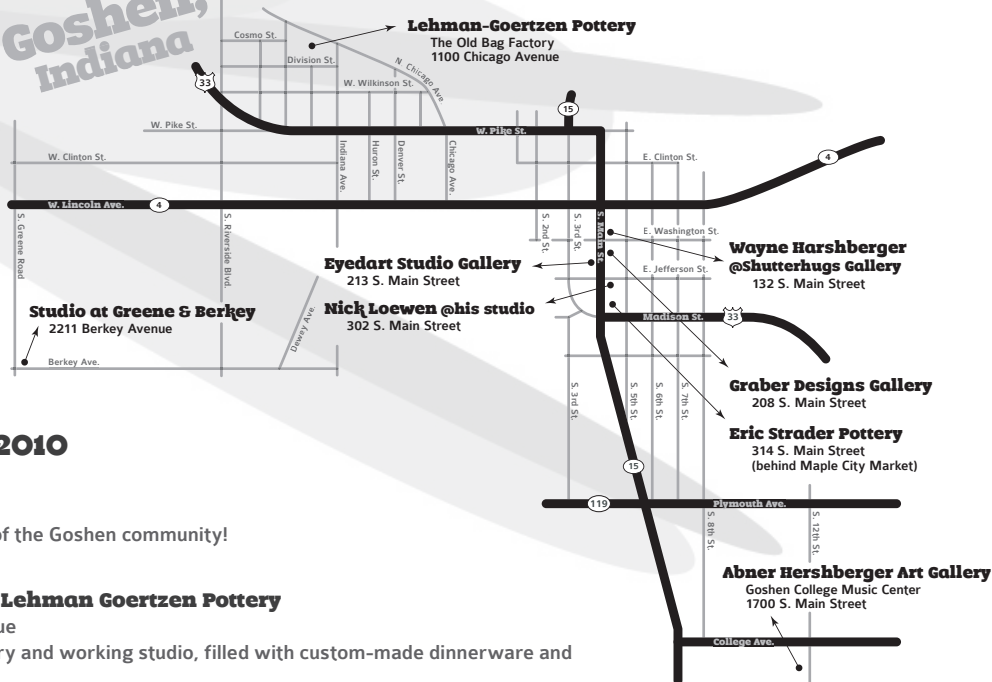 Goshen,
Indiana
Lehman-Goertzen Pottery
The Old Bag Factory
1100 Chicago Avenue
Cosmo St.
Division St.
N. Chicago Ave
33
W. Wilkinson St.
15
W. Pike St.
W. Pike St.
W. Clinton St.
Indiana Ave.
Huron St.
Denver St.
Chicago Ave.
E. Clinton St.
4
W. Lincoln Ave.
4
S. Greene Road
S. Riverside Blvd.
S. 2nd St.
S. 3rd St.
S. Main St.
E. Washington St.
Wayne Harshberger
@Shutterhugs Gallery
132 S. Main Street
Eyedart Studio Gallery
213 S. Main Street
E. Jefferson St.
Nick Loewen @his studio
302 S. Main Street
Studio at Greene & Berkey
2211 Berkey Avenue
Dewey Ave.
Madison St.
33
Berkey Ave.
Graber Designs Gallery
208 S. Main Street
S. 3rd St.
S. 5th St.
S. 6th St.
S. 7th St.
Eric Strader Pottery
314 S. Main Street
(behind Maple City Market)
2010
15
119
Plymouth Ave.
S. 8th St.
S. 12th St.
of the Goshen community!
Abner Hershberger Art Gallery
Goshen College Music Center
1700 S. Main Street
Lehman Goertzen Pottery
ue
ry and working studio, filled with custom-made dinnerware and
College Ave.